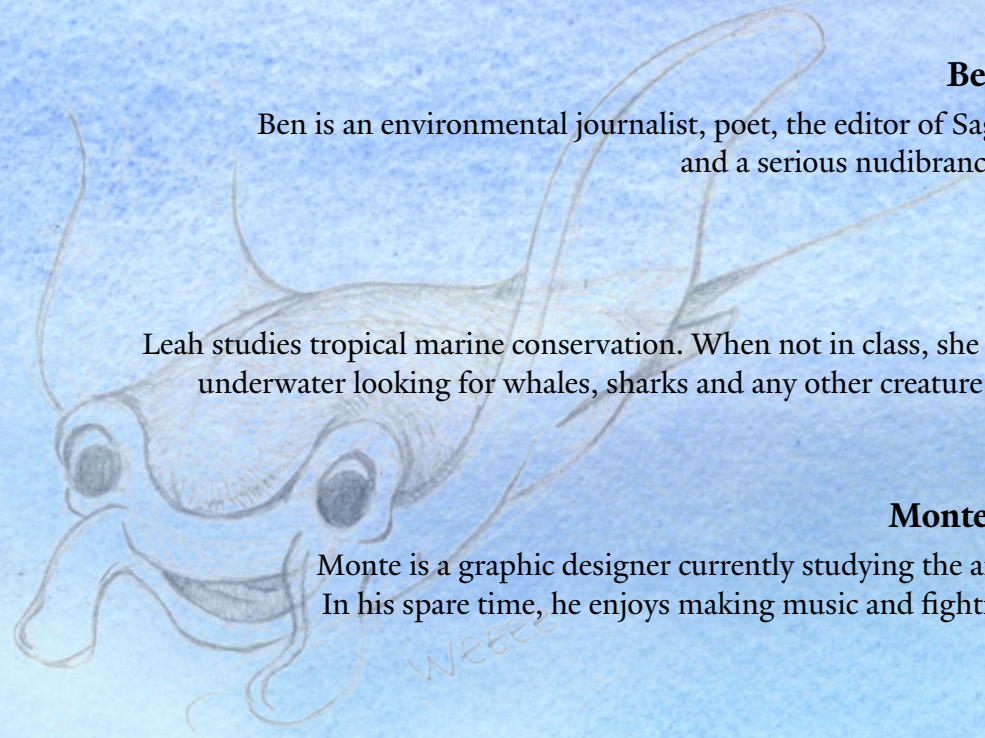 Be
Ben is an environmental journalist, poet, the editor of Sag
and a serious nudibranc
Leah studies tropical marine conservation. When not in class, she
underwater looking for whales, sharks and any other creature
Monte
Monte is a graphic designer currently studying the a
In his spare time, he enjoys making music and fight
weeee